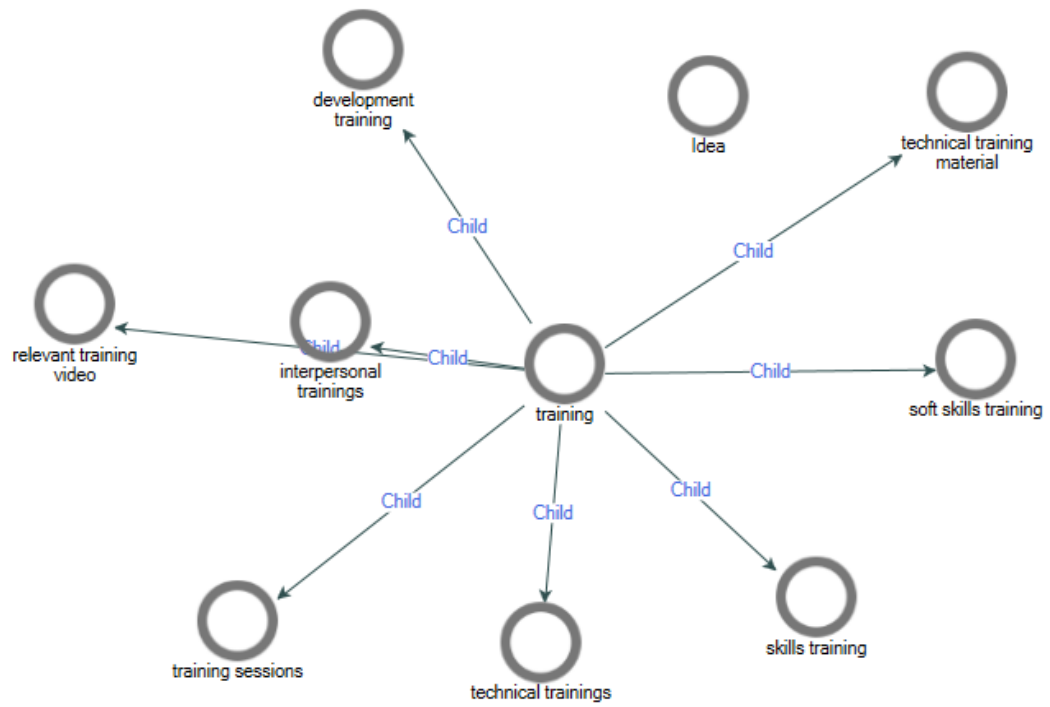 development
training
Idea
technical training
material
Child
Child
relevant training
video
Child
interpersonal
trainings
Child
training
Child
soft skills training
Child
Child
Child
training sessions
technical trainings
skills training